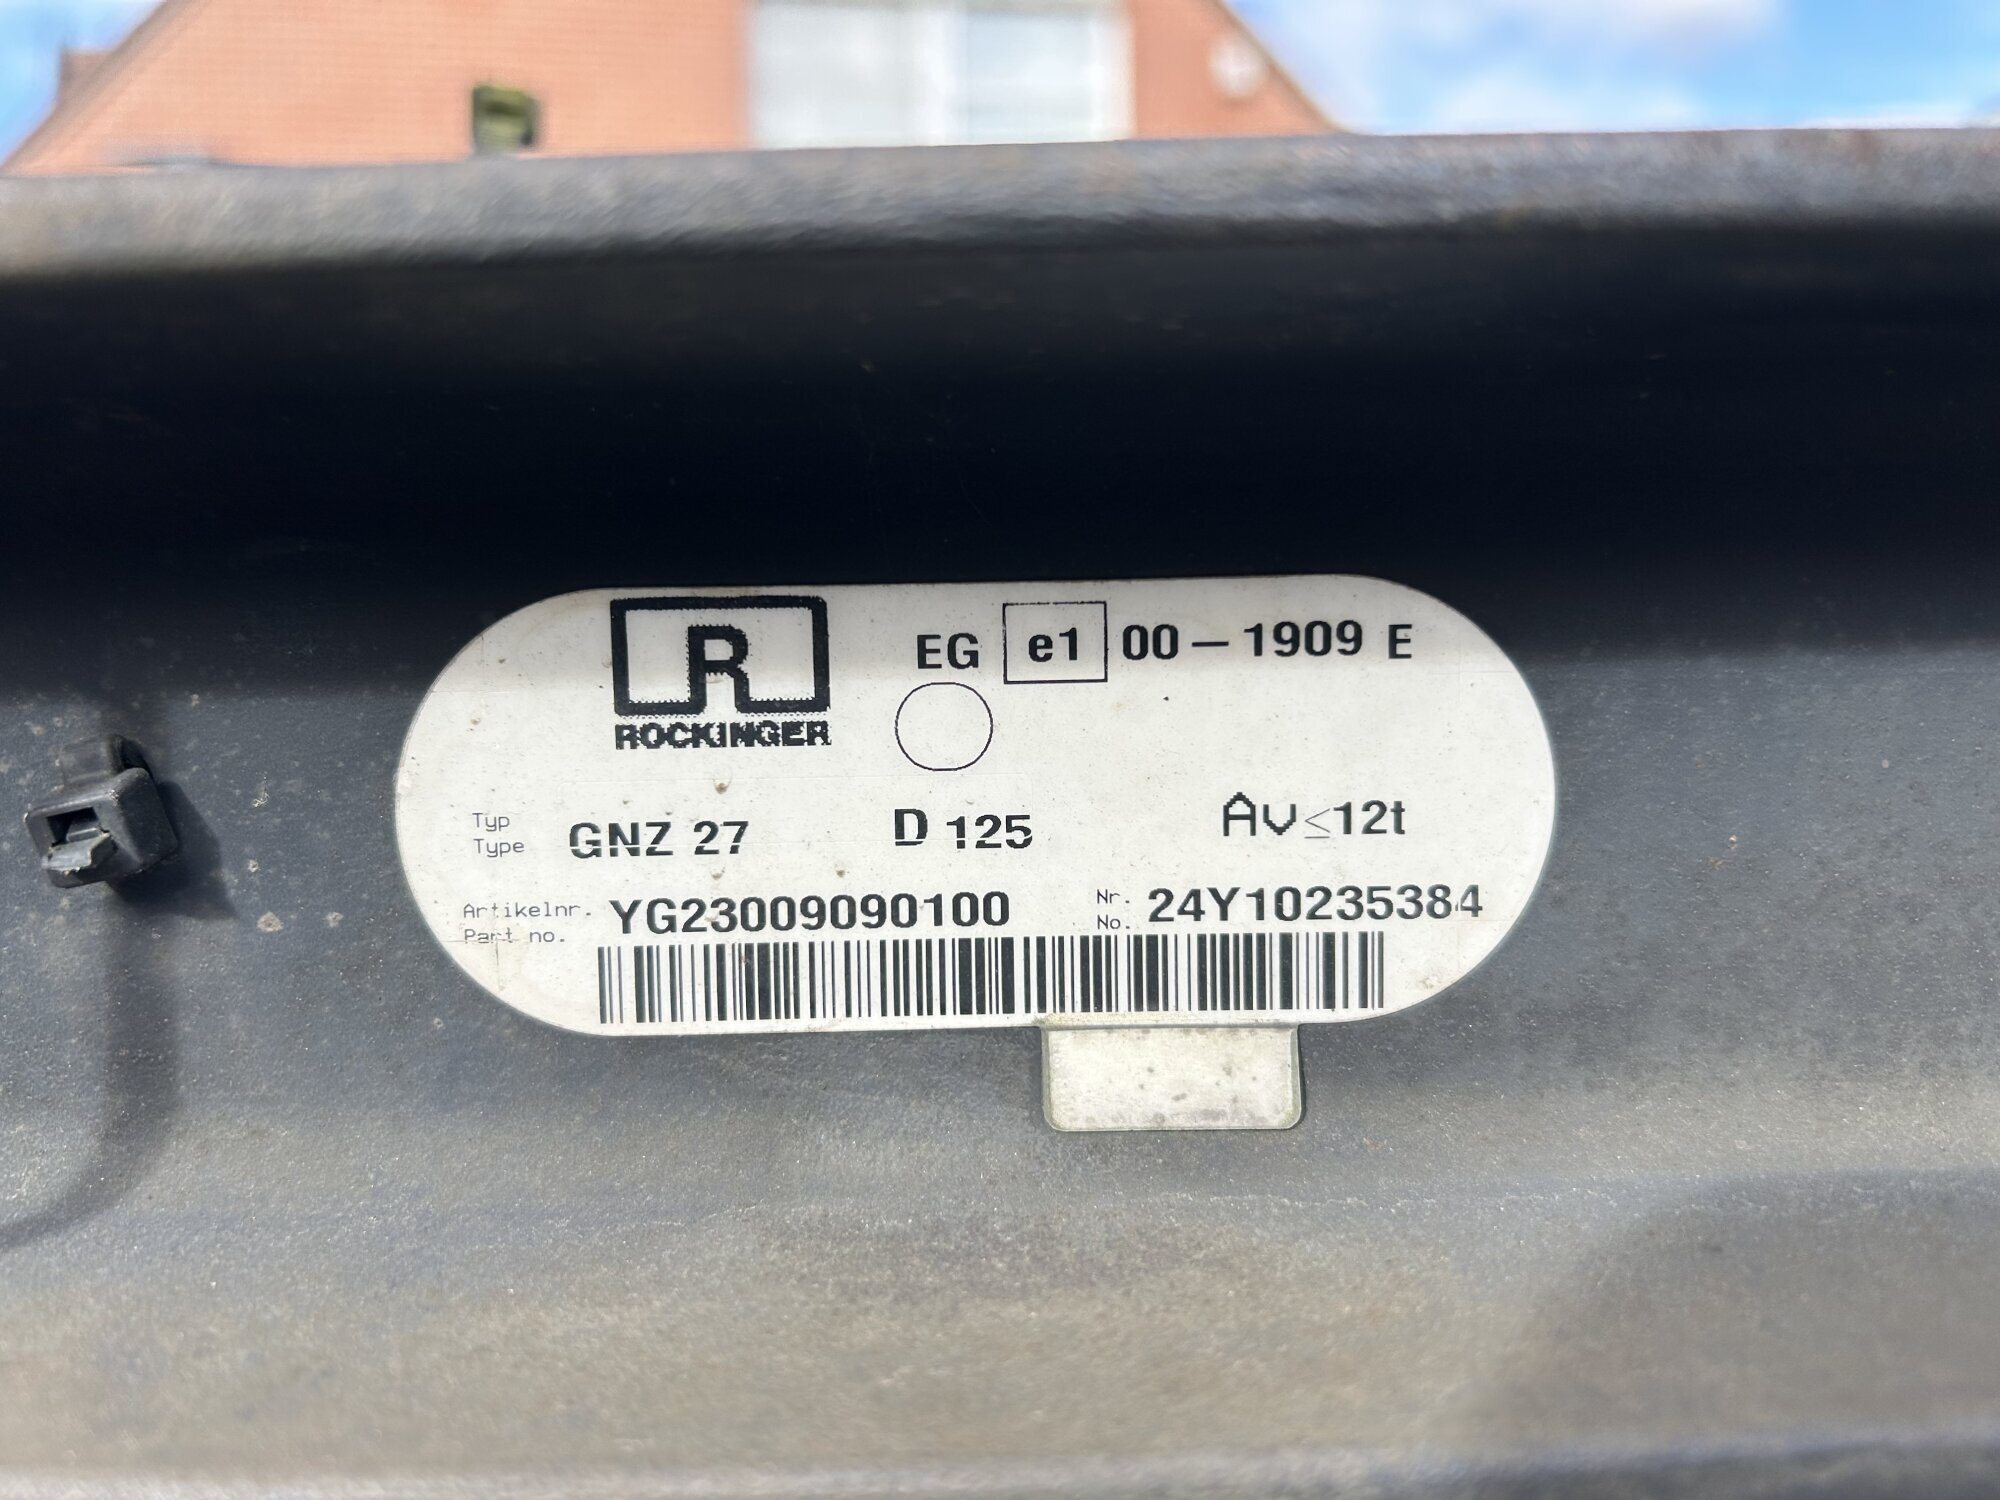 R
ROCKINGER
EG e1 00-1909 E
Typ
Type GNZ 27 D 125 Av≤12t
Artikelnr. YG23009090100 Nr. 24Y10235384
Part no. No.